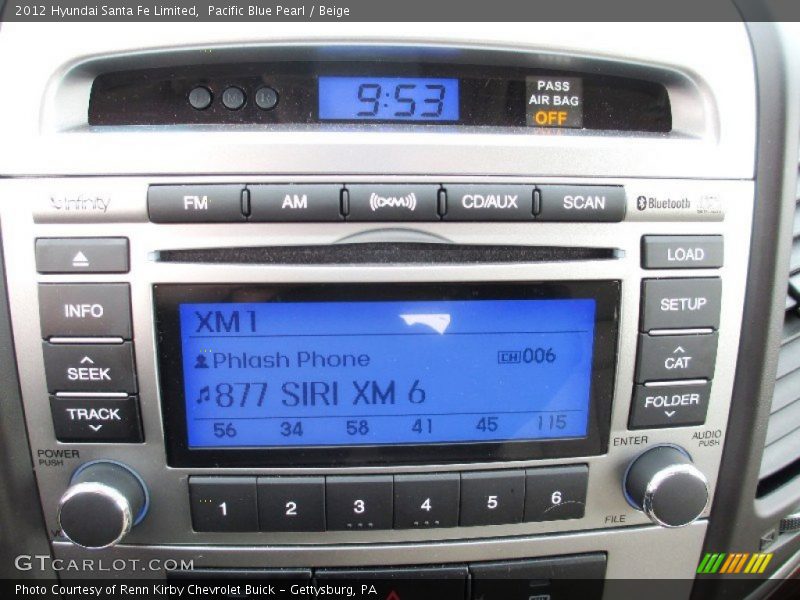 2012 Hyundai Santa Fe Limited, Pacific Blue Pearl / Beige
9:53
PASS
AIR BAG
OFF
Infinity
FM AM ((XM)) CD/AUX SCAN
Bluetooth
LOAD
INFO
SETUP
SEEK
CAT
TRACK
FOLDER
XM1
Phlash Phone CH 006
877 SIRI XM 6
56 34 58 41 45 115
POWER
PUSH
ENTER
AUDIO
PUSH
1 2 3 4 5 6
FILE
GTCARLOT.COM
Photo Courtesy of Renn Kirby Chevrolet Buick - Gettysburg, PA